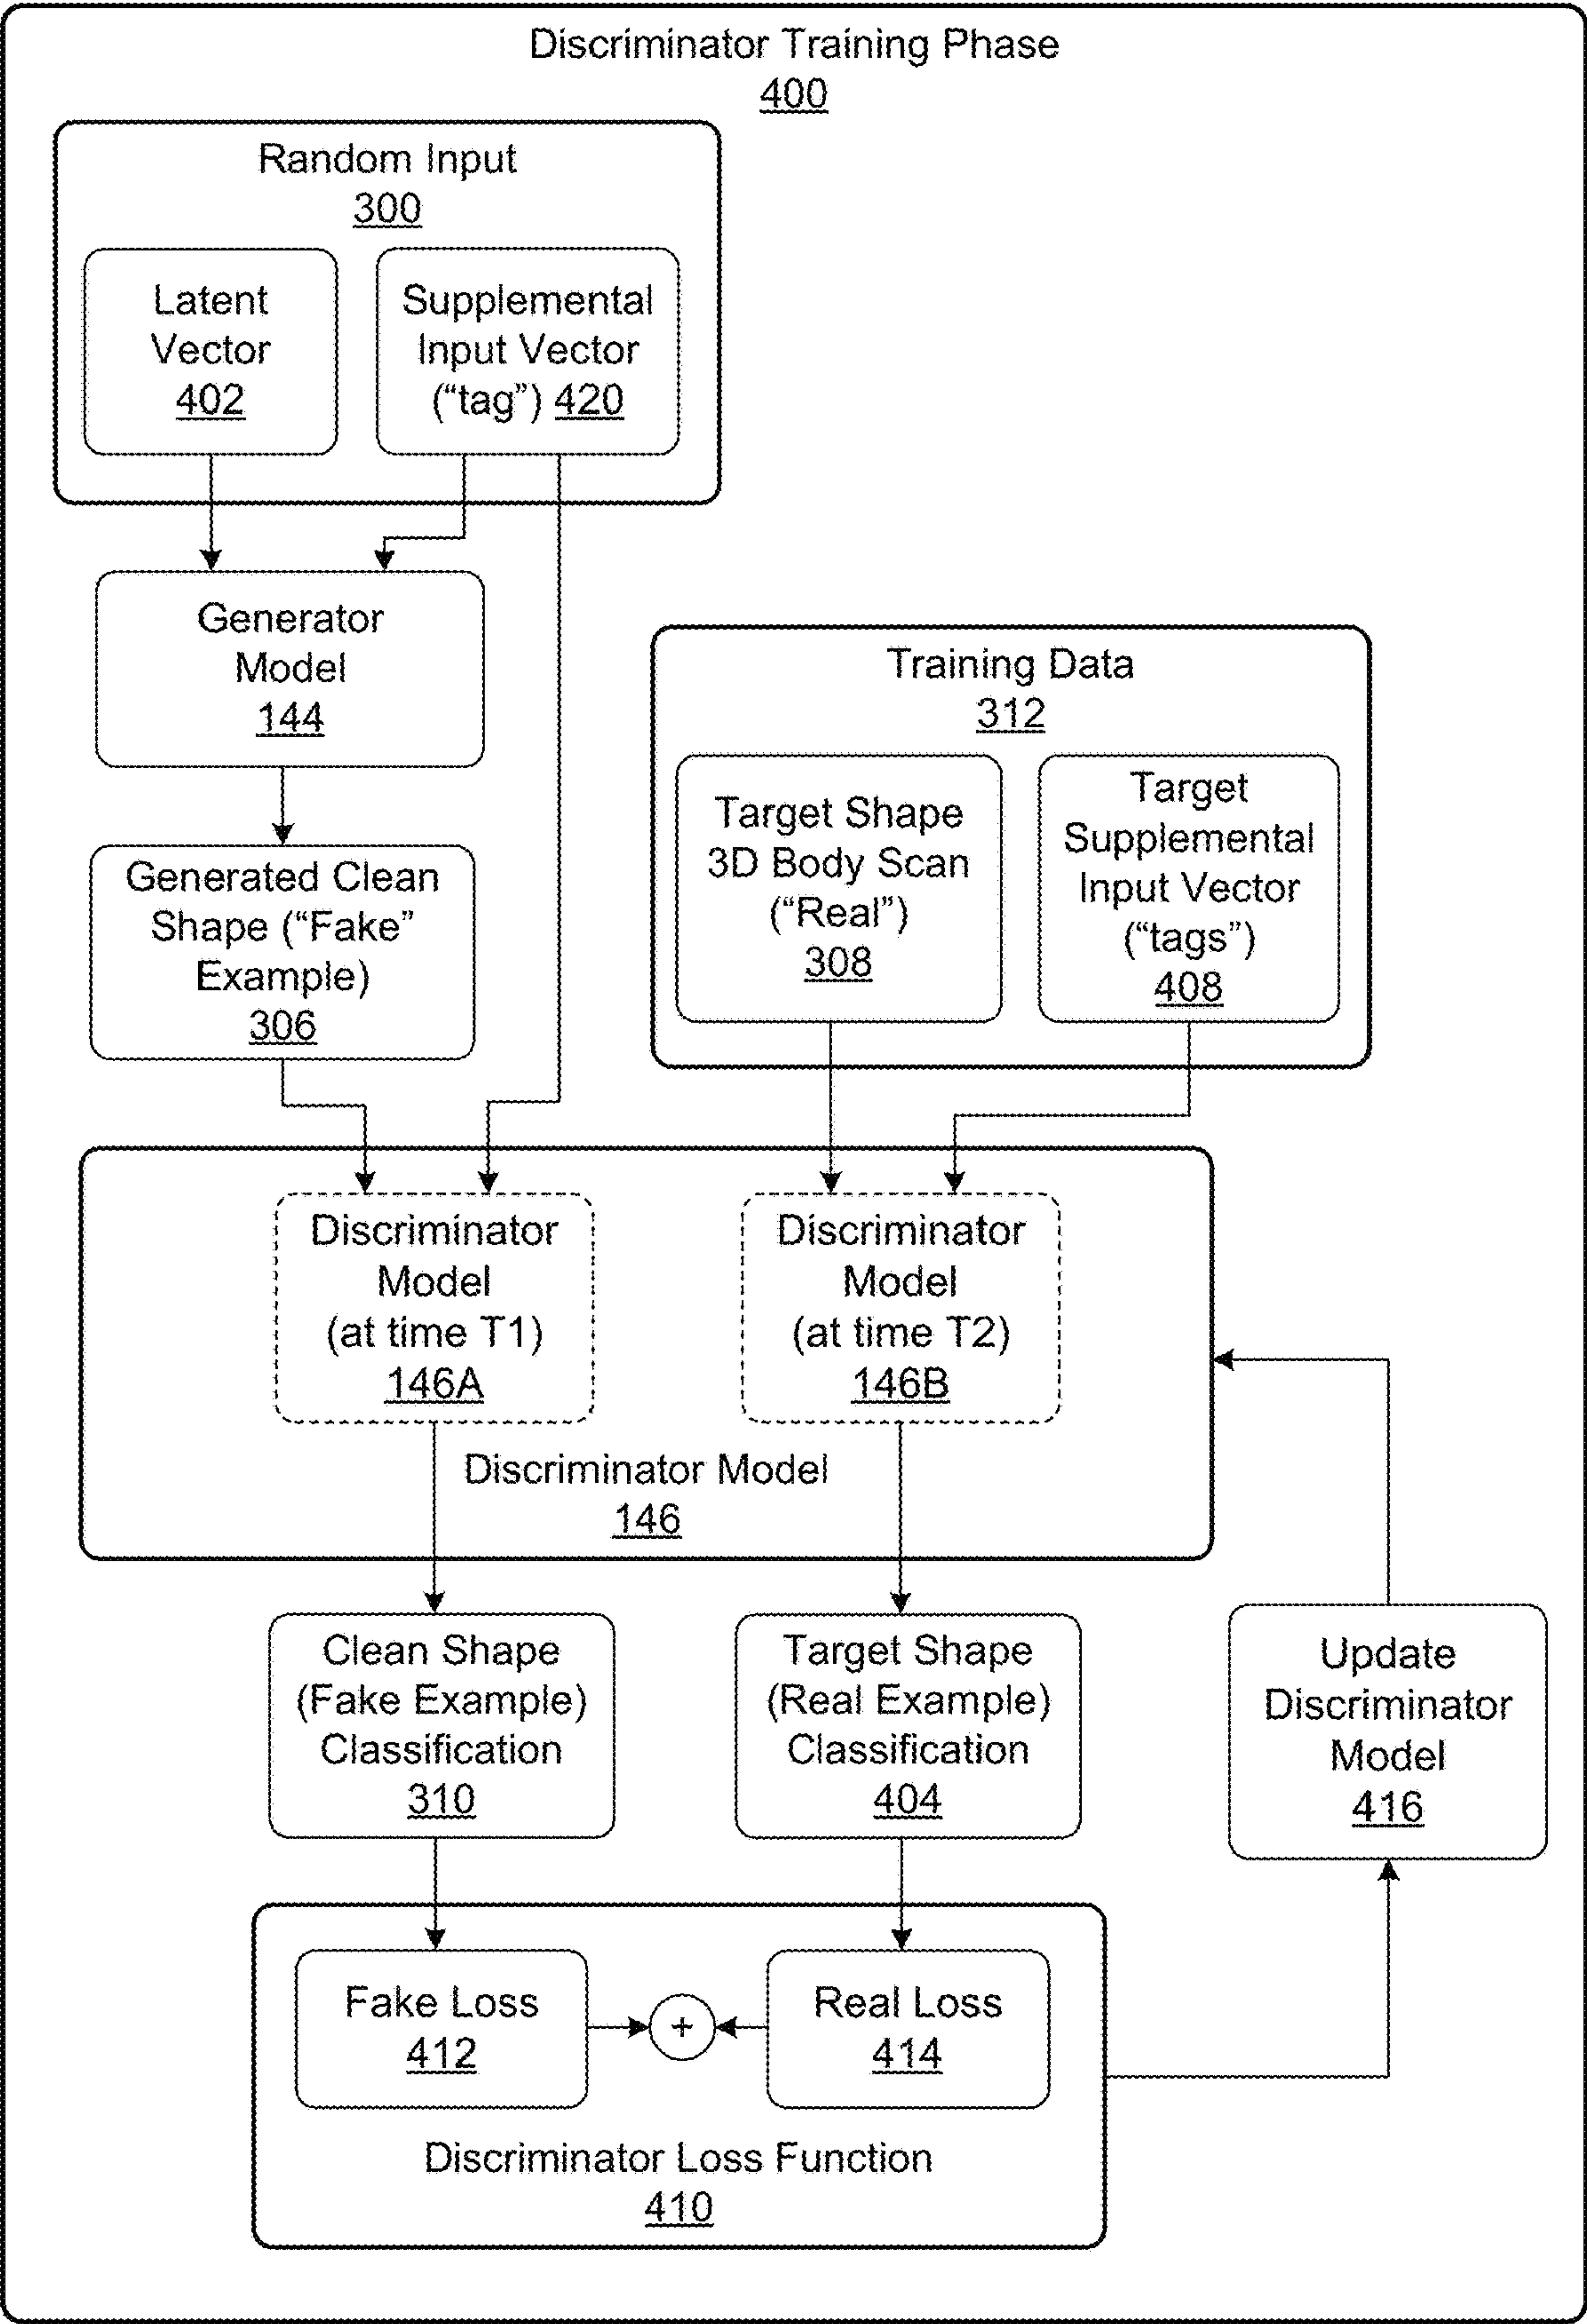 Discriminator Training Phase
400
Random Input
300
Latent
Vector
402
Supplemental
Input Vector
(“tag”) 420
Generator
Model
144
Training Data
312
Target Shape
3D Body Scan
(“Real”)
308
Target
Supplemental
Input Vector
(“tags”)
408
Generated Clean
Shape (“Fake”
Example)
306
Discriminator
Model
(at time T1)
146A
Discriminator
Model
(at time T2)
146B
Discriminator Model
146
Clean Shape
(Fake Example)
Classification
310
Target Shape
(Real Example)
Classification
404
Update
Discriminator
Model
416
Fake Loss
412
+
Real Loss
414
Discriminator Loss Function
410